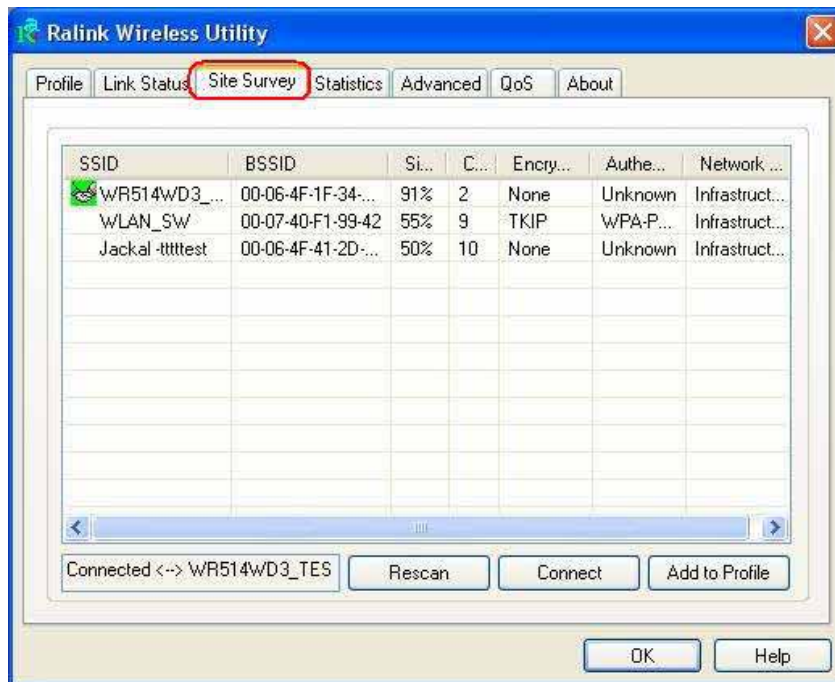 Ralink Wireless Utility
Profile Link Status Site Survey Statistics Advanced QoS About
SSID BSSID Si... C... Encry... Authe... Network ...
WR514WD3_... 00-06-4F-1F-34-... 91% 2 None Unknown Infrastruct...
WLAN_SW 00-07-40-F1-99-42 55% 9 TKIP WPA-P... Infrastruct...
Jackal -ttttttest 00-06-4F-41-2D-... 50% 10 None Unknown Infrastruct...
Connected <--> WR514WD3_TES Rescan Connect Add to Profile
OK Help